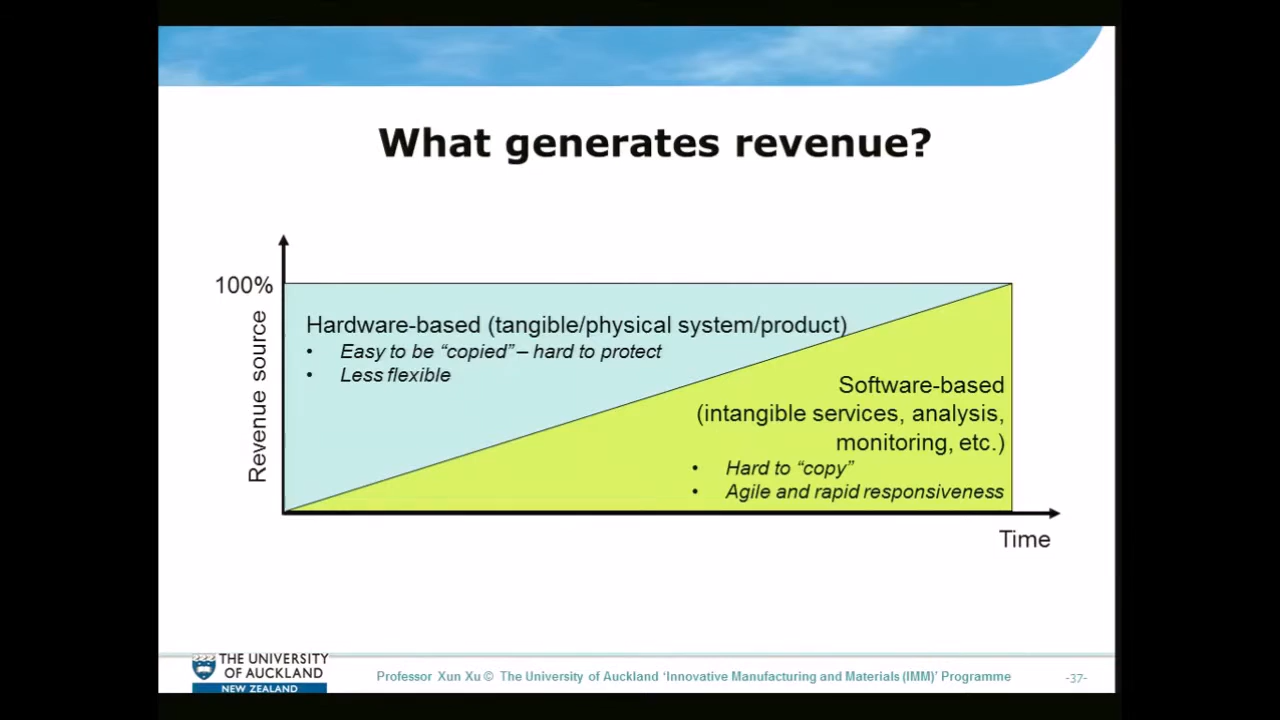 What generates revenue?
100%
Revenue source
Hardware-based (tangible/physical system/product)
• Easy to be “copied” – hard to protect
• Less flexible
Software-based
(intangible services, analysis,
monitoring, etc.)
• Hard to “copy”
• Agile and rapid responsiveness
Time
THE UNIVERSITY
OF AUCKLAND
NEW ZEALAND
Professor Xun Xu © The University of Auckland ‘Innovative Manufacturing and Materials (IMM)’ Programme
-37-